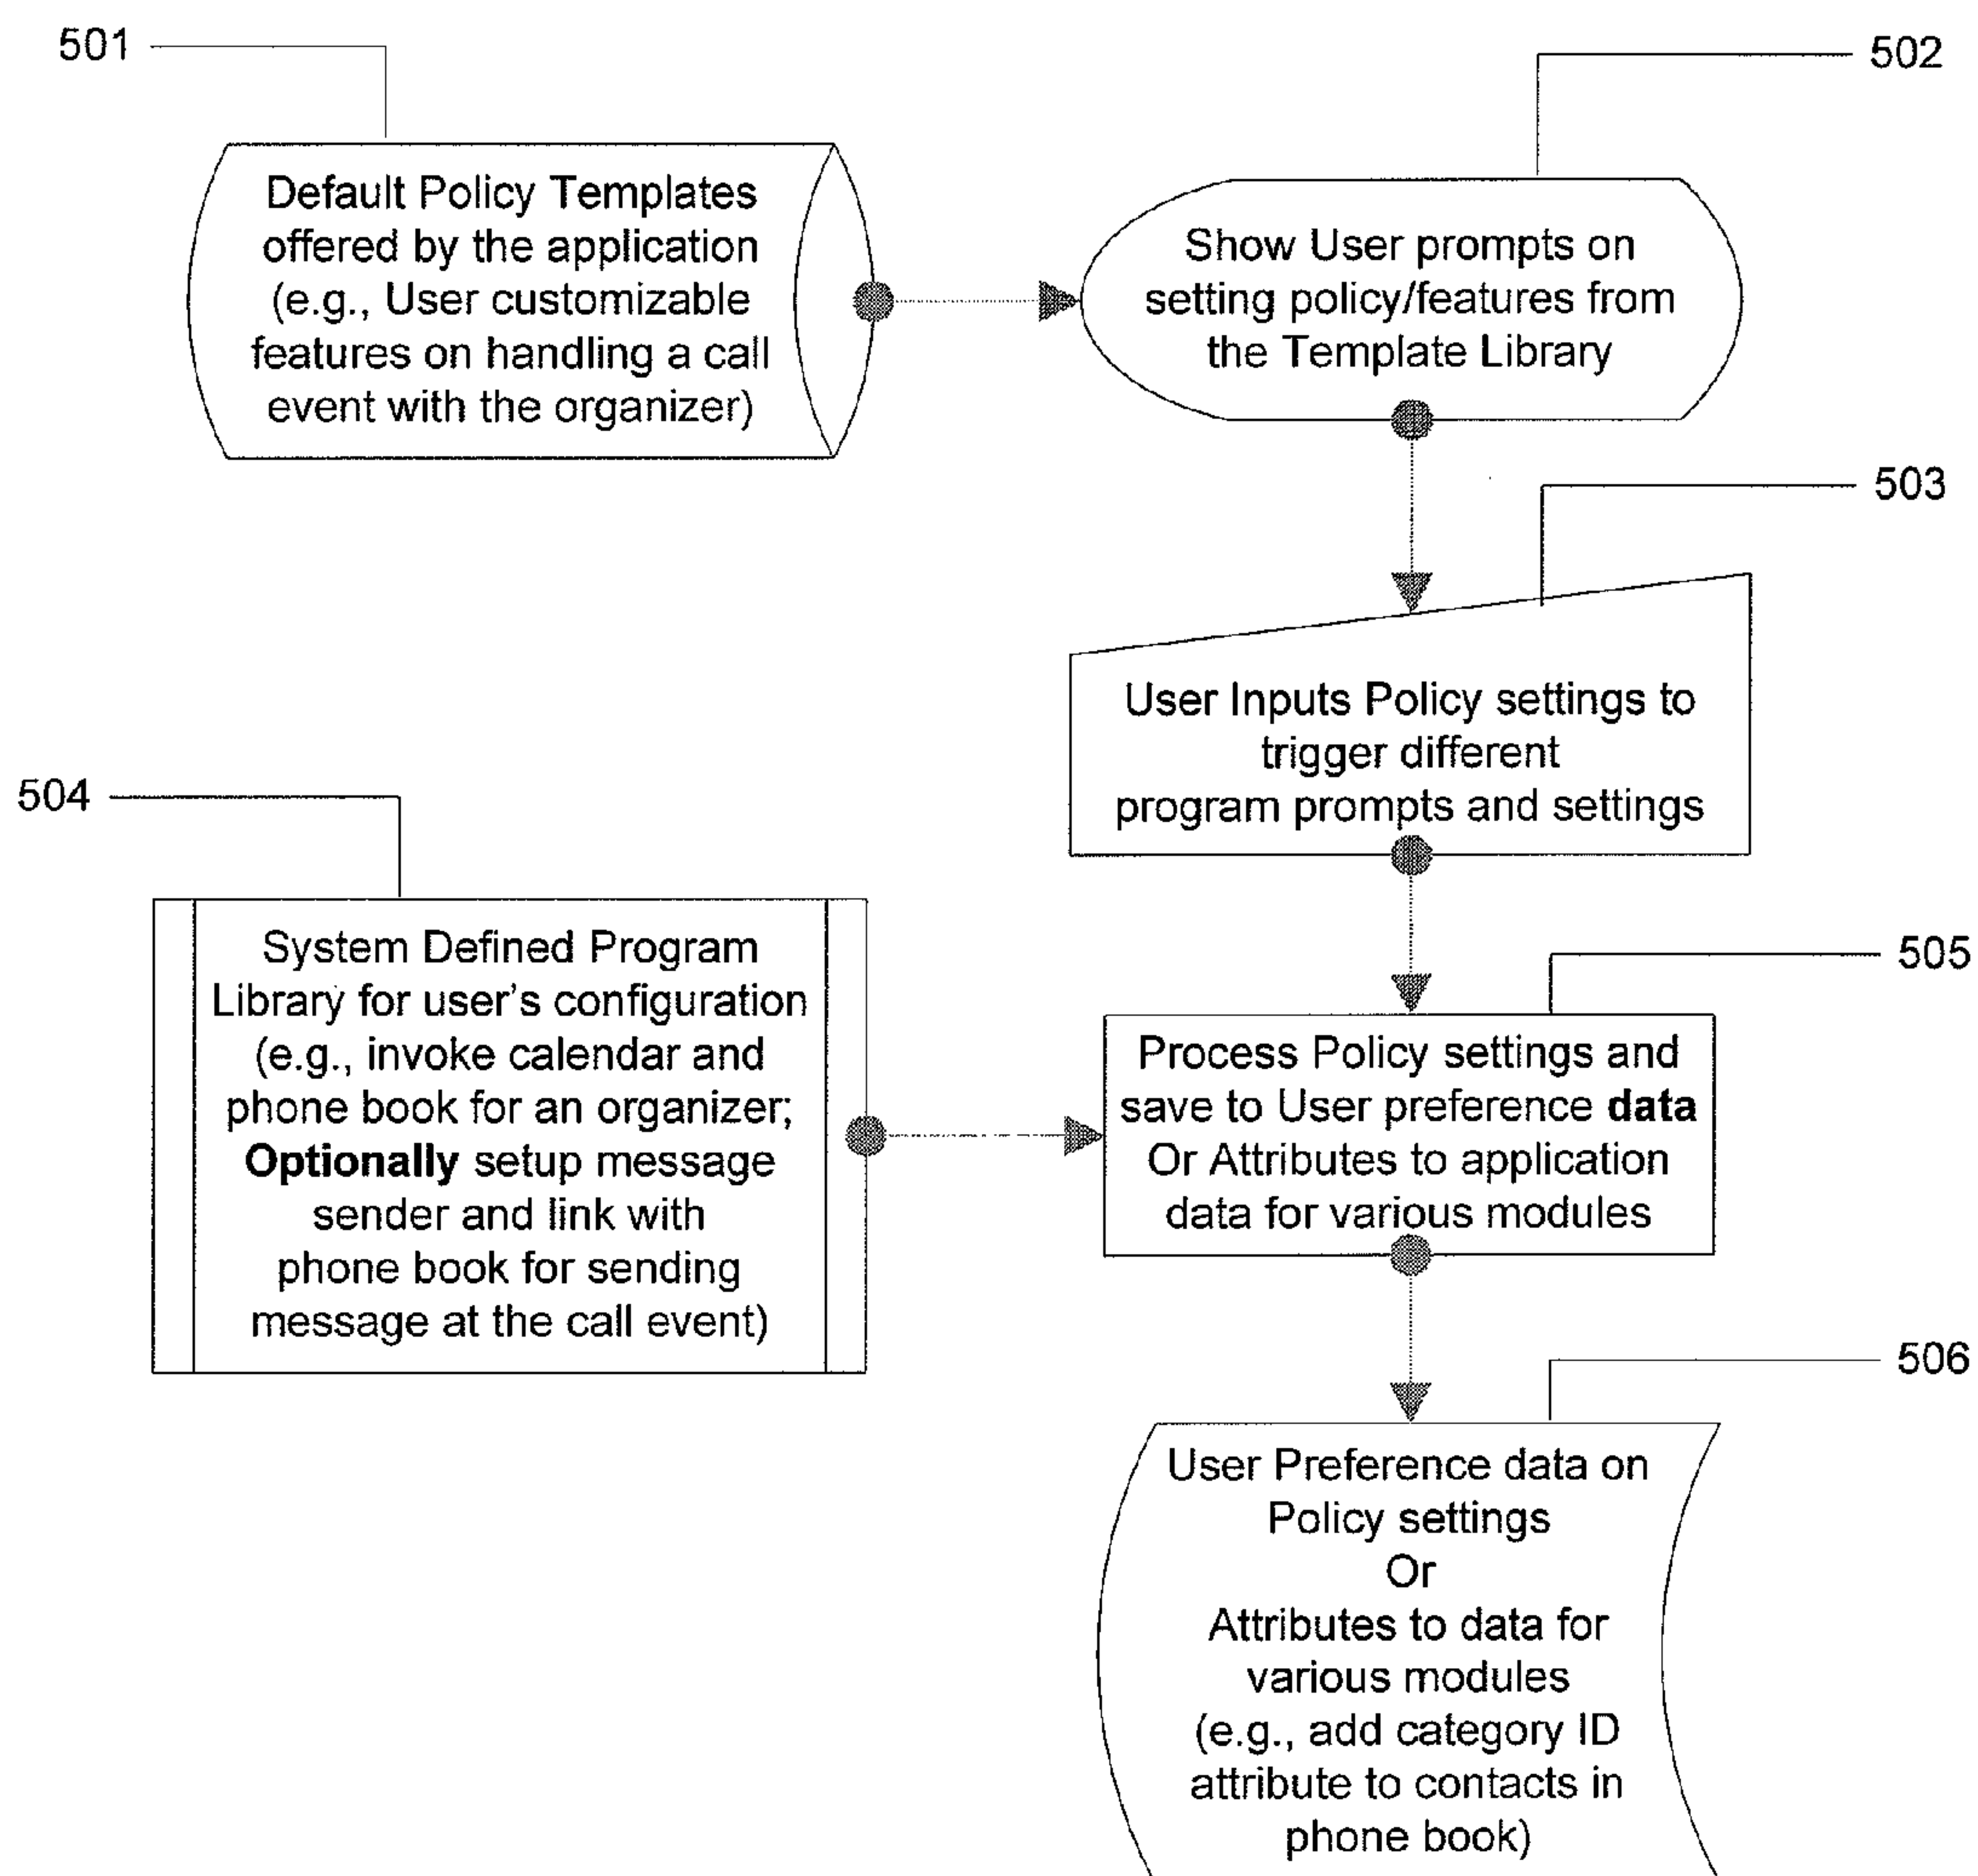 501
Default Policy Templates
offered by the application
(e.g., User customizable
features on handling a call
event with the organizer)
502
Show User prompts on
setting policy/features from
the Template Library
503
User Inputs Policy settings to
trigger different
program prompts and settings
504
System Defined Program
Library for user's configuration
(e.g., invoke calendar and
phone book for an organizer;
Optionally setup message
sender and link with
phone book for sending
message at the call event)
505
Process Policy settings and
save to User preference data
Or Attributes to application
data for various modules
506
User Preference data on
Policy settings
Or
Attributes to data for
various modules
(e.g., add category ID
attribute to contacts in
phone book)